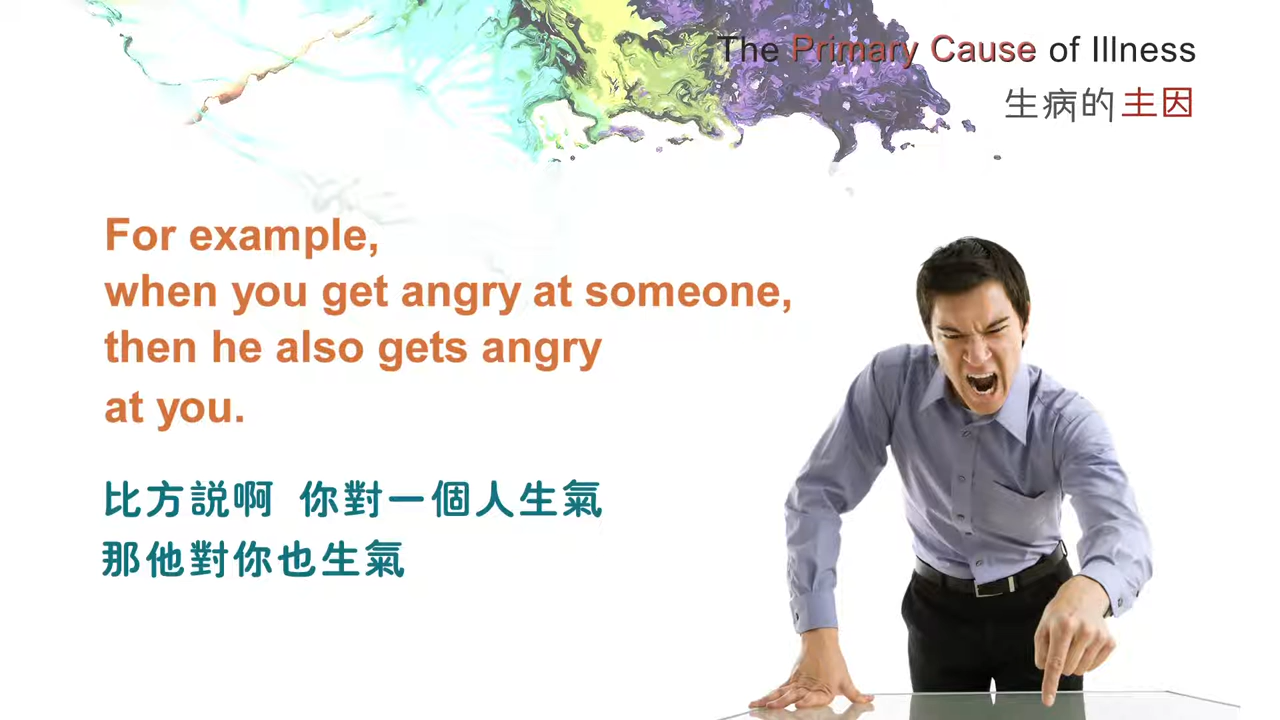 The Primary Cause of Illness
生病的主因
For example,
when you get angry at someone,
then he also gets angry
at you.
比方説啊 你對一個人生氣
那他對你也生氣